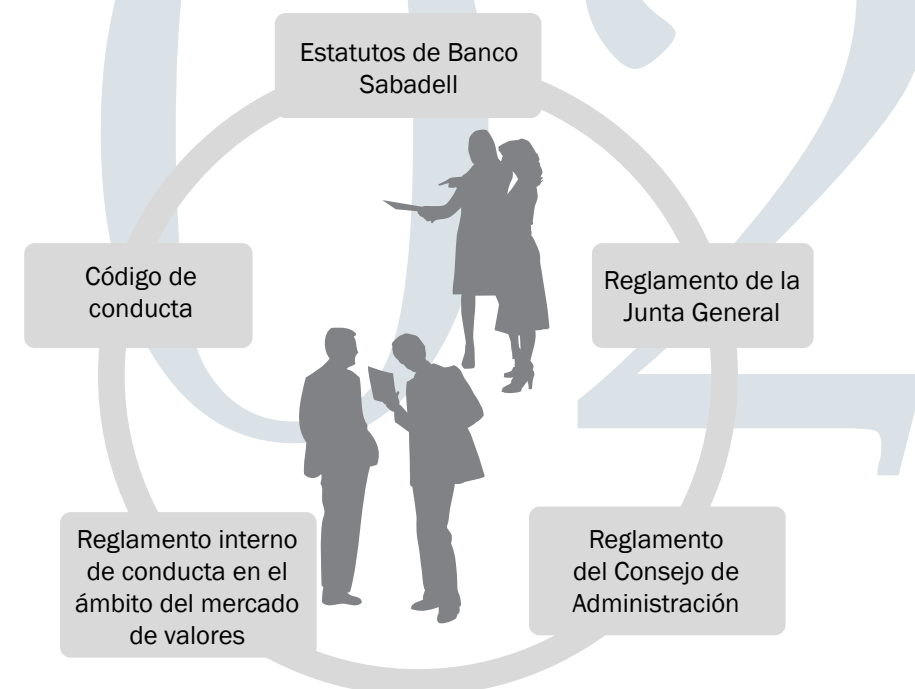 Estatutos de Banco
Sabadell
Código de
conducta
Reglamento de la
Junta General
Reglamento interno
de conducta en el
ámbito del mercado
de valores
Reglamento
del Consejo de
Administración